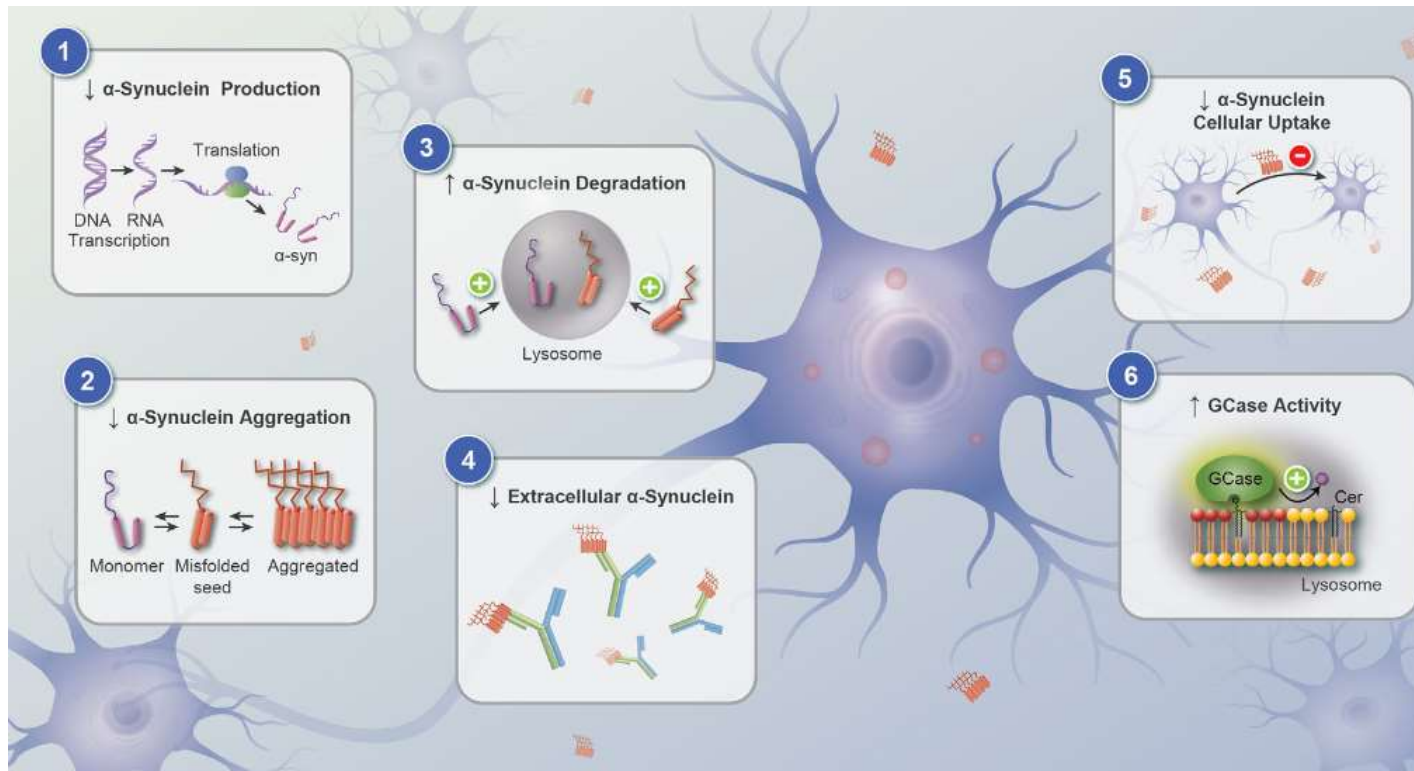 1
↓ α-Synuclein Production
Translation
DNA RNA
Transcription
α-syn
2
↓ α-Synuclein Aggregation
Monomer Misfolded Aggregated
seed
3
↑ α-Synuclein Degradation
Lysosome
4
↓ Extracellular α-Synuclein
5
↓ α-Synuclein
Cellular Uptake
6
↑ GCase Activity
GCase
Cer
Lysosome